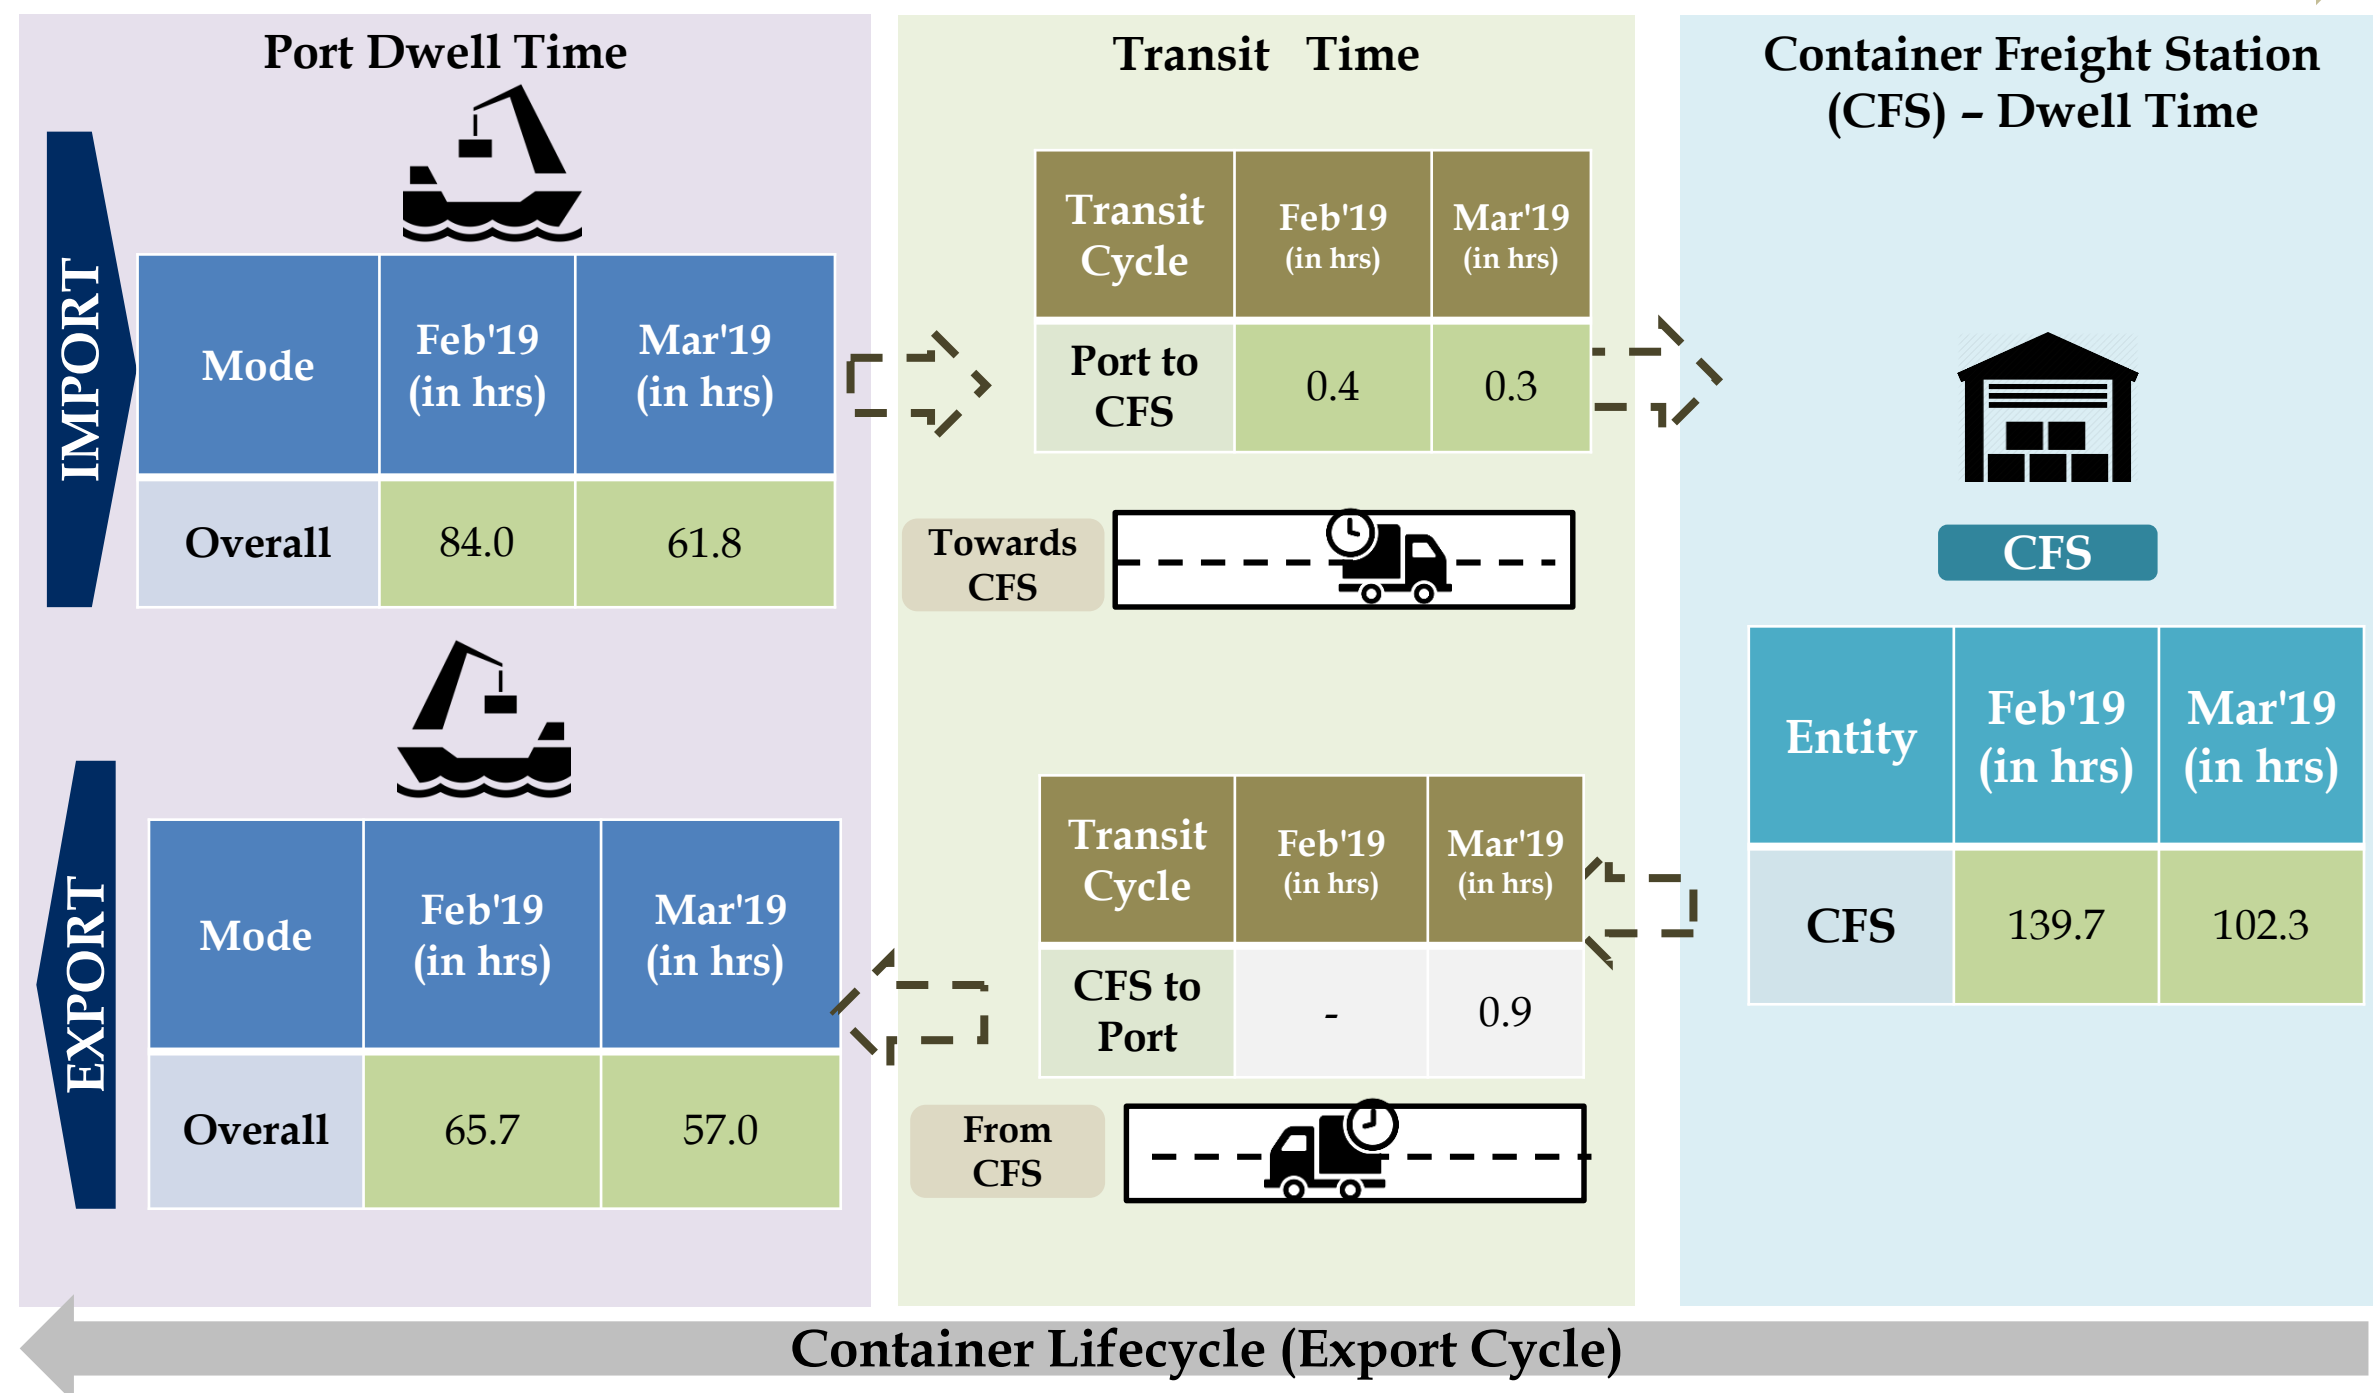 Port Dwell Time
IMPORT
Mode
Feb'19
(in hrs)
Mar'19
(in hrs)
Overall
84.0
61.8
EXPORT
Mode
Feb'19
(in hrs)
Mar'19
(in hrs)
Overall
65.7
57.0
Transit Time
Transit
Cycle
Feb'19
(in hrs)
Mar'19
(in hrs)
Port to
CFS
0.4
0.3
Towards
CFS
Transit
Cycle
Feb'19
(in hrs)
Mar'19
(in hrs)
CFS to
Port
-
0.9
From
CFS
Container Freight Station
(CFS) – Dwell Time
CFS
Entity
Feb'19
(in hrs)
Mar'19
(in hrs)
CFS
139.7
102.3
Container Lifecycle (Export Cycle)